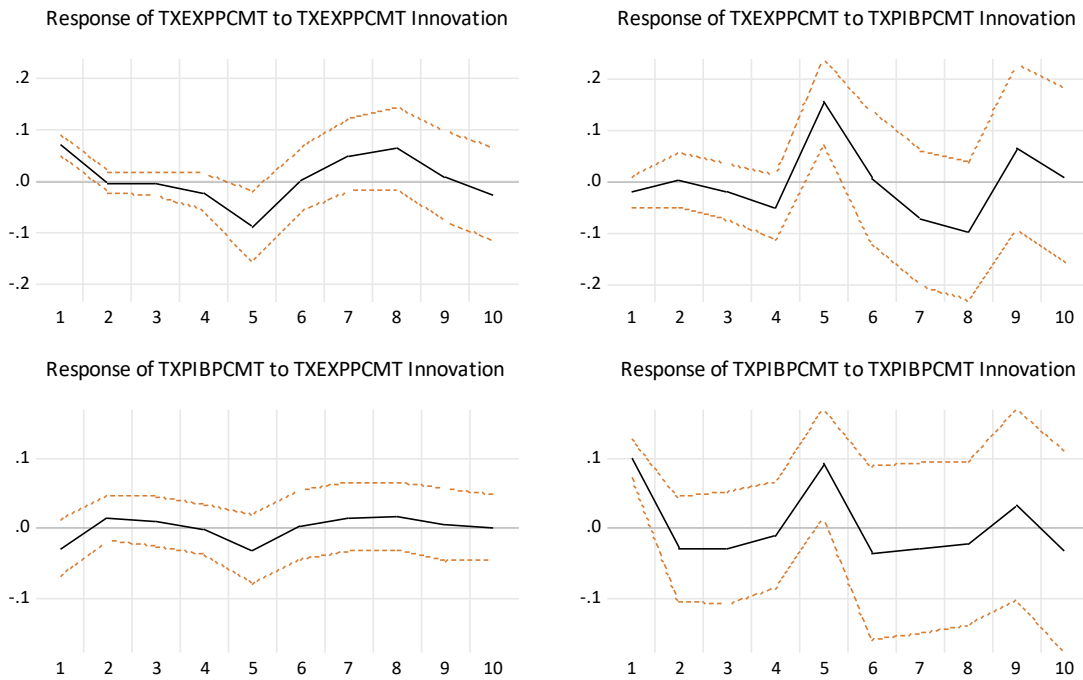 Response of TXEXPPCMT to TXEXPPCMT Innovation
.2
.1
.0
-.1
-.2
1 2 3 4 5 6 7 8 9 10
Response of TXEXPPCMT to TXPIBPCMT Innovation
.2
.1
.0
-.1
-.2
1 2 3 4 5 6 7 8 9 10
Response of TXPIBPCMT to TXEXPPCMT Innovation
.1
.0
-.1
1 2 3 4 5 6 7 8 9 10
Response of TXPIBPCMT to TXPIBPCMT Innovation
.1
.0
-.1
1 2 3 4 5 6 7 8 9 10